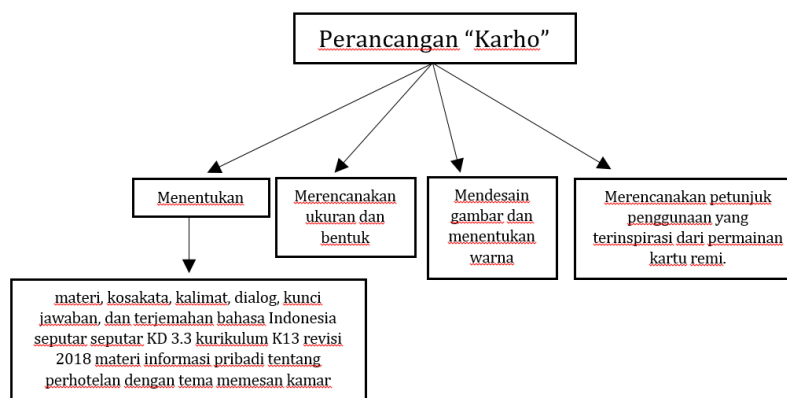 Perancangan “Karho”
Menentukan
Merencanakan
ukuran dan
bentuk
Mendesain
gambar dan
menentukan
warna
Merencanakan petunjuk
penggunaan yang
terinspirasi dari permainan
kartu remi.
materi, kosakata, kalimat, dialog, kunci
jawaban, dan terjemahan bahasa Indonesia
seputar seputar KD 3.3 kurikulum K13 revisi
2018 materi informasi pribadi tentang
perhotelan dengan tema memesan kamar